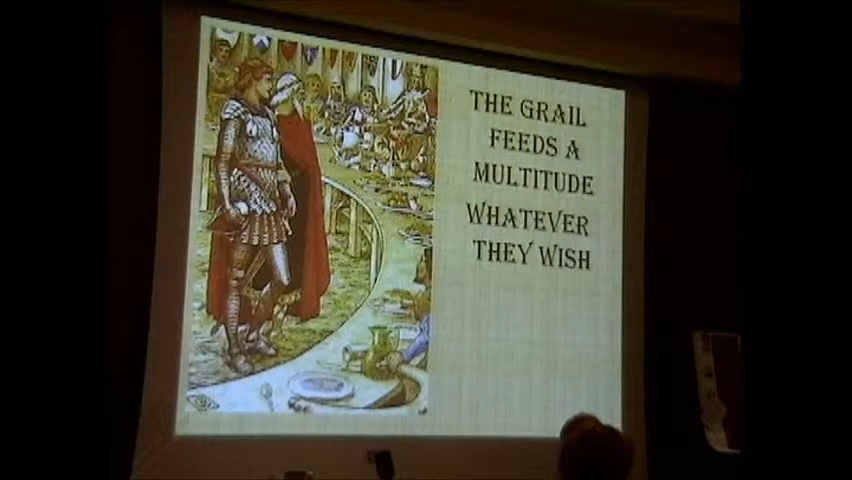 THE GRAIL
FEEDS A
MULTITUDE
WHATEVER
THEY WISH